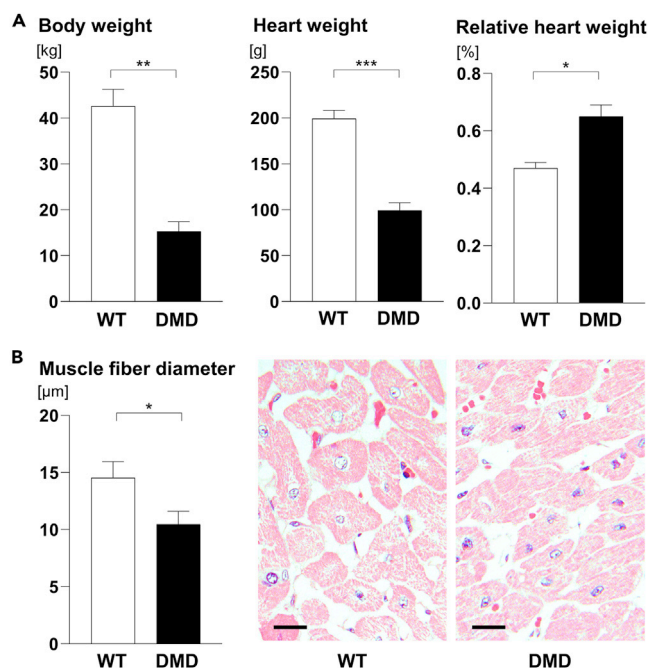 A Body weight Heart weight Relative heart weight
[kg] [g] [%]
** *** *
50 250 0.8
40 200 0.6
30 150
20 100 0.4
10 50 0.2
0 0 0.0
WT DMD WT DMD WT DMD
B Muscle fiber diameter
[µm]
*
20
15
10
5
0
WT DMD WT DMD